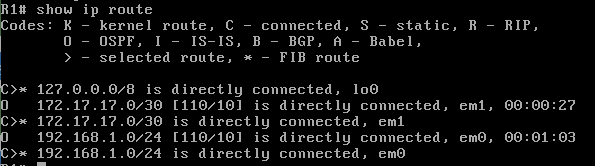 R1# show ip route
Codes: K - kernel route, C - connected, S - static, R - RIP,
O - OSPF, I - IS-IS, B - BGP, A - Babel,
> - selected route, * - FIB route
C>* 127.0.0.0/8 is directly connected, lo0
O 172.17.17.0/30 [110/10] is directly connected, em1, 00:00:27
C>* 172.17.17.0/30 is directly connected, em1
O 192.168.1.0/24 [110/10] is directly connected, em0, 00:01:03
C>* 192.168.1.0/24 is directly connected, em0